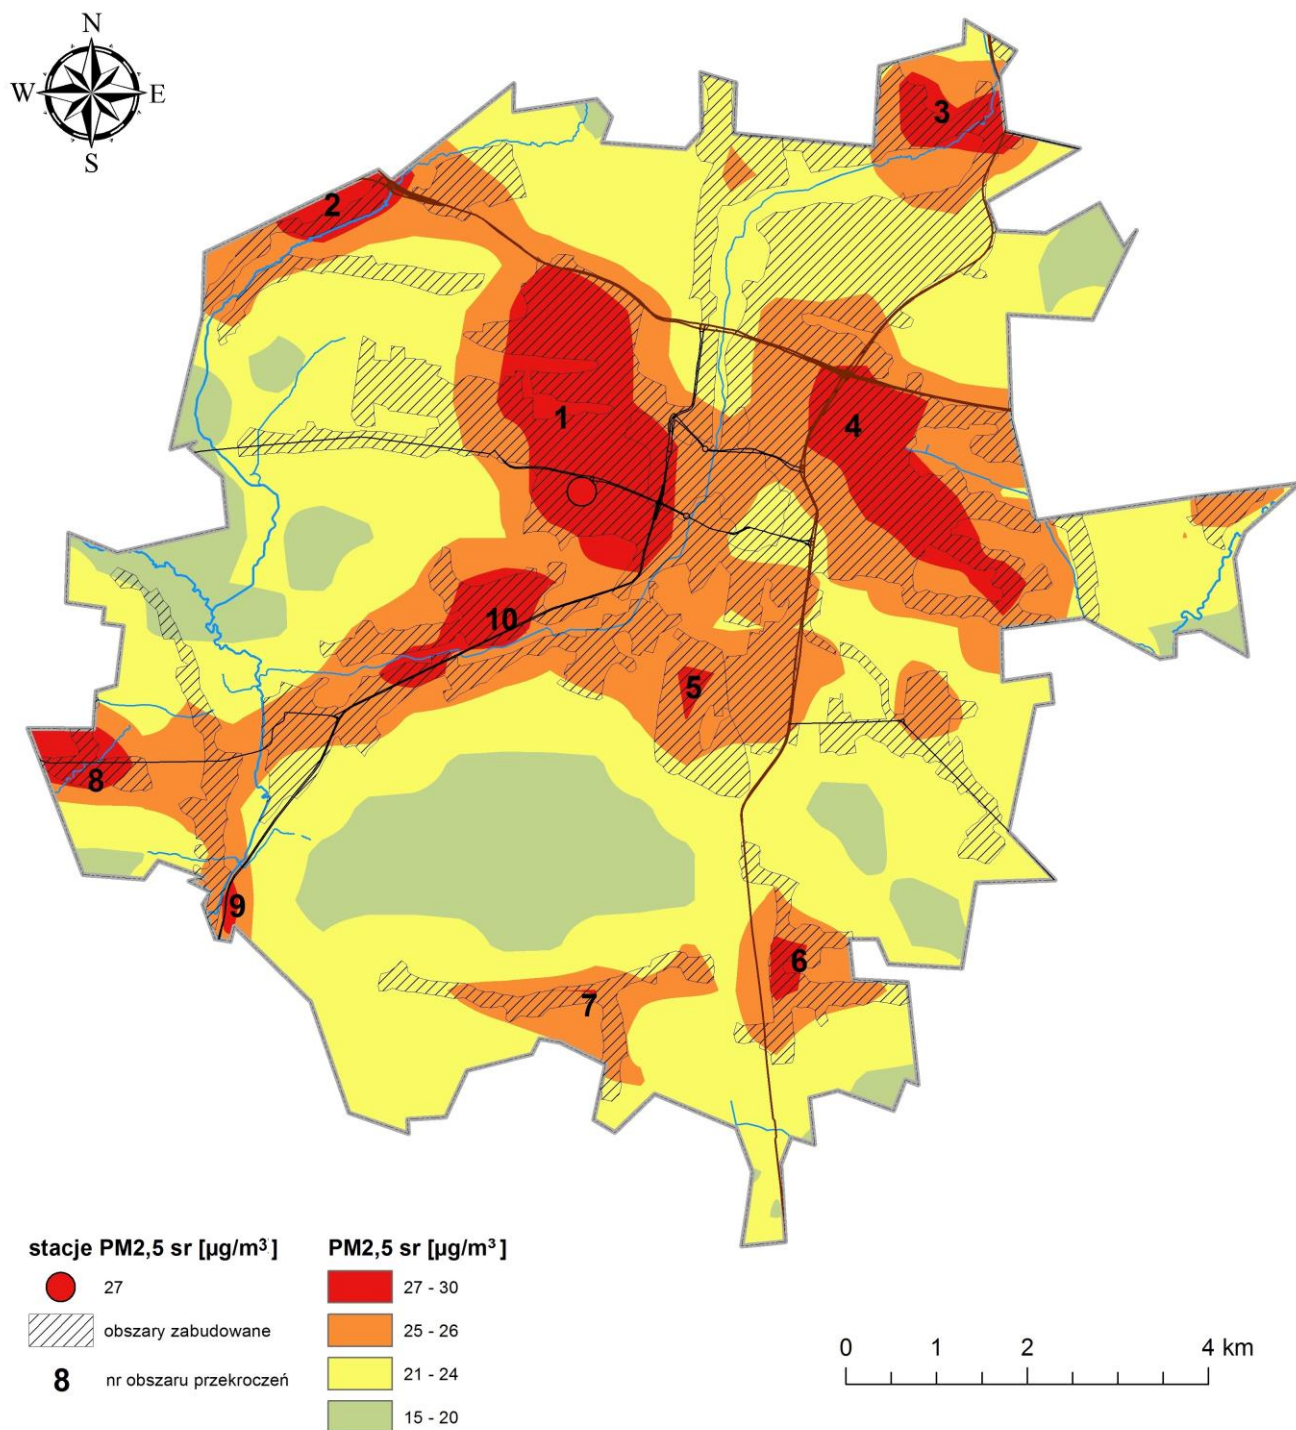 N
W E
S
3
2
1
4
10
5
8
9
6
7
stacje PM2,5 sr [µg/m³]
27
obszary zabudowane
8 nr obszaru przekroczeń
PM2,5 sr [µg/m³]
27 - 30
25 - 26
21 - 24
15 - 20
0 1 2 4 km